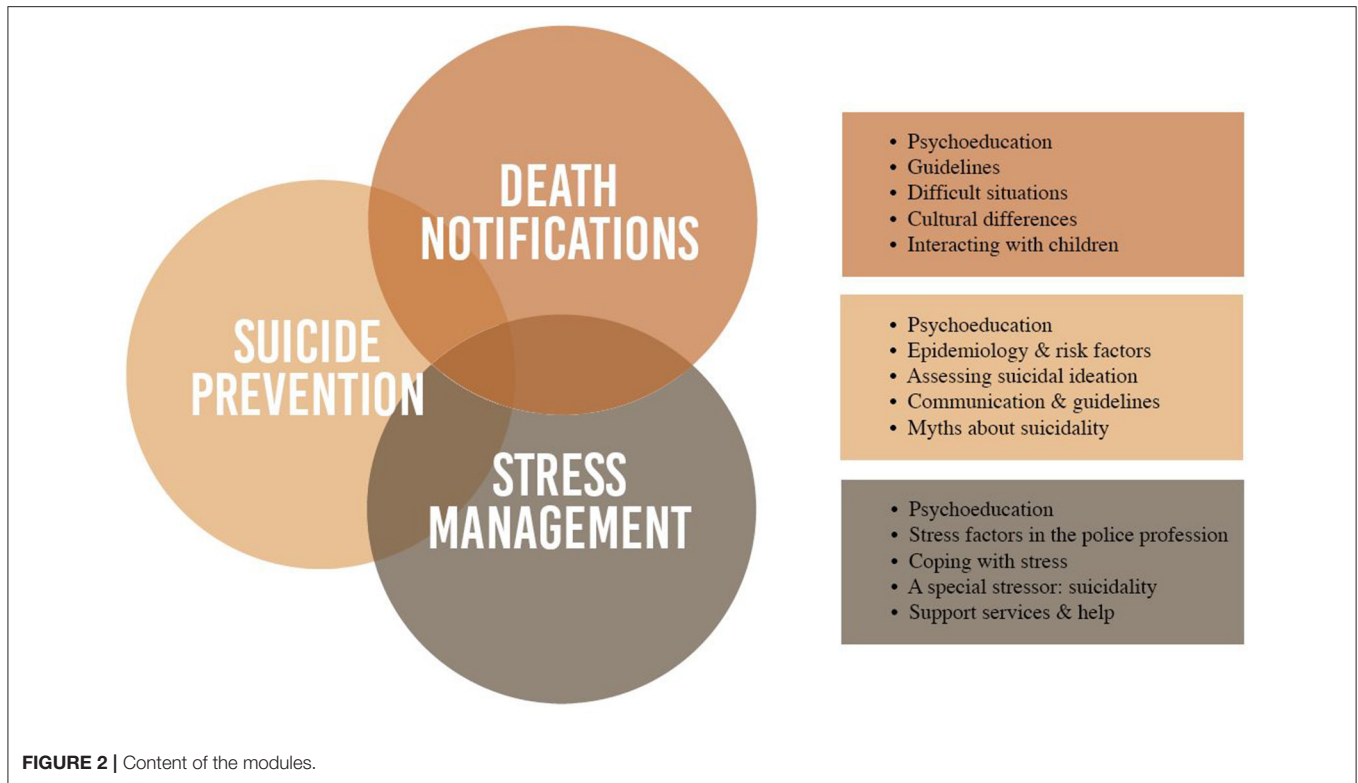 DEATH
NOTIFICATIONS
SUICIDE
PREVENTION
STRESS
MANAGEMENT
• Psychoeducation
• Guidelines
• Difficult situations
• Cultural differences
• Interacting with children
• Psychoeducation
• Epidemiology & risk factors
• Assessing suicidal ideation
• Communication & guidelines
• Myths about suicidality
• Psychoeducation
• Stress factors in the police profession
• Coping with stress
• A special stressor: suicidality
• Support services & help
FIGURE 2 | Content of the modules.